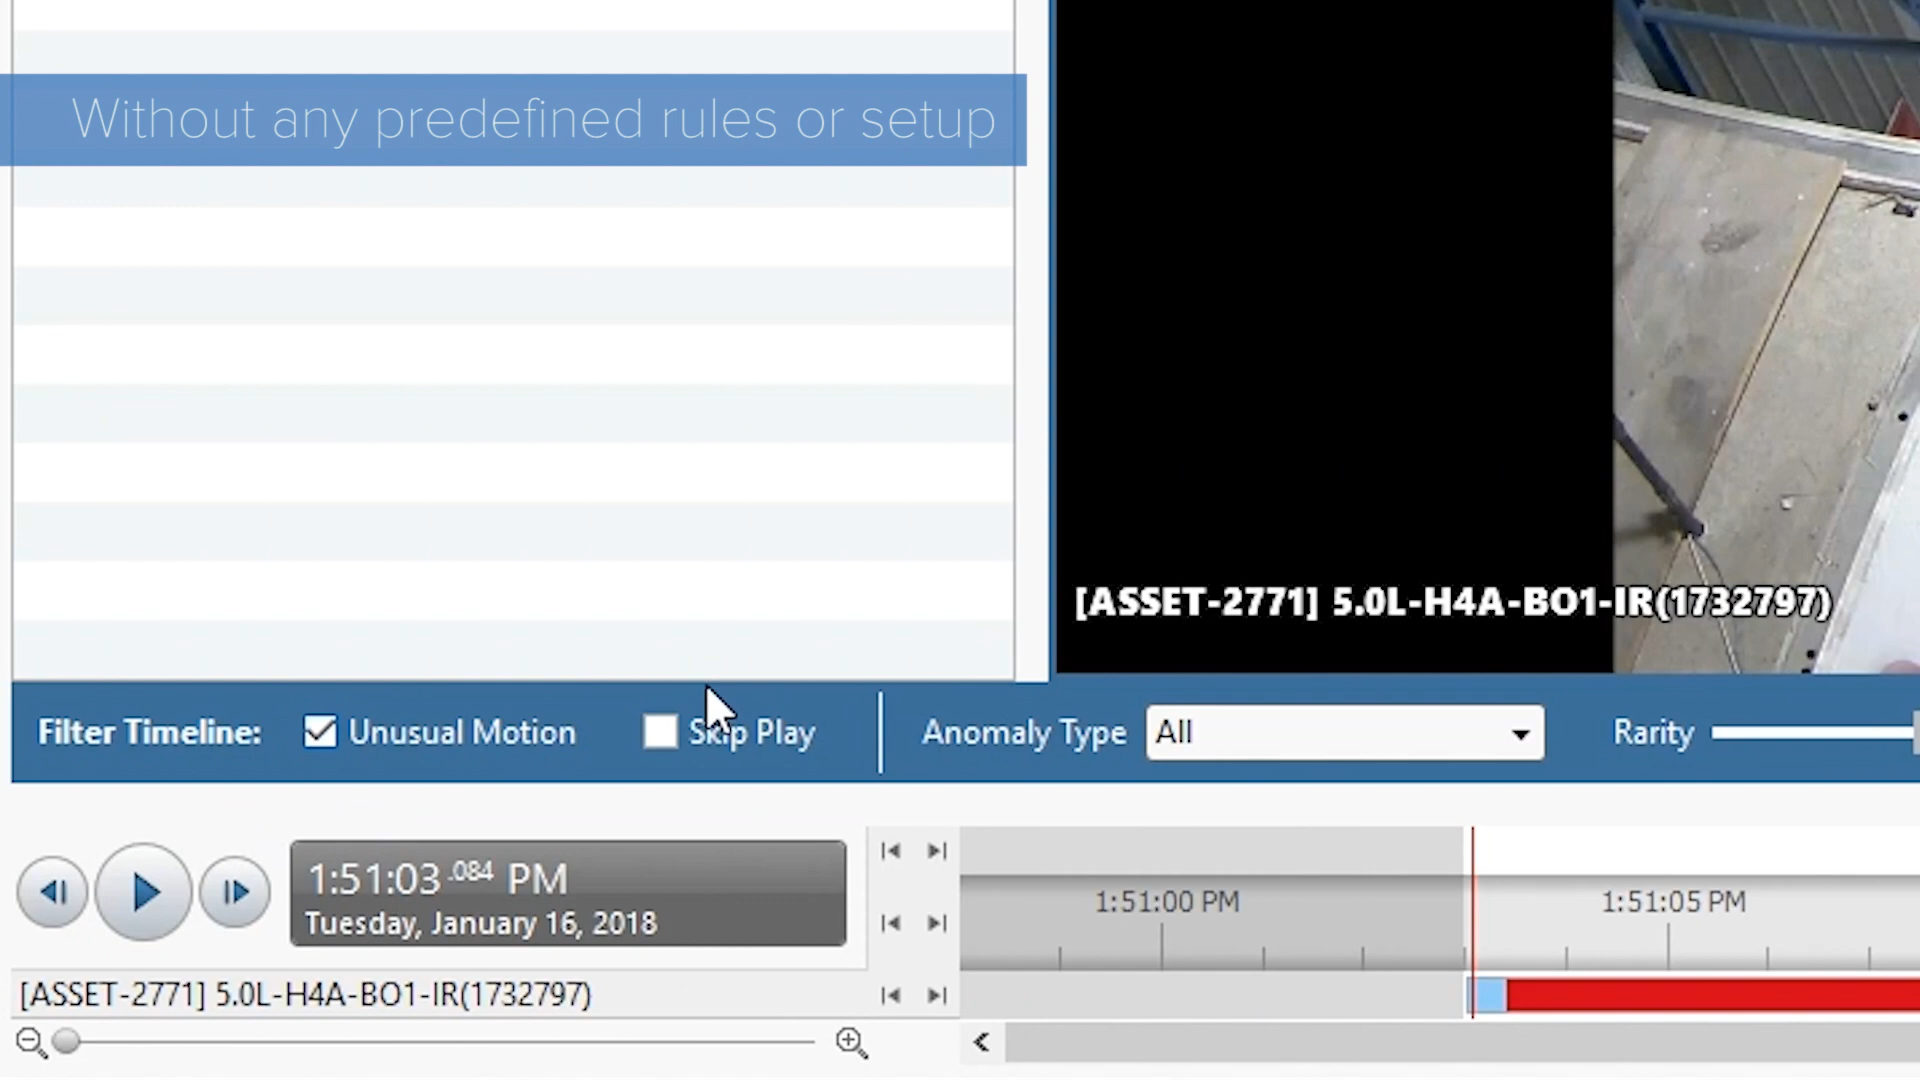 Without any predefined rules or setup
[ASSET-2771] 5.0L-H4A-BO1-IR(1732797)
Filter Timeline: Unusual Motion Skip Play Anomaly Type All Rarity
1:51:03.084 PM
Tuesday, January 16, 2018
1:51:00 PM 1:51:05 PM
[ASSET-2771] 5.0L-H4A-BO1-IR(1732797)